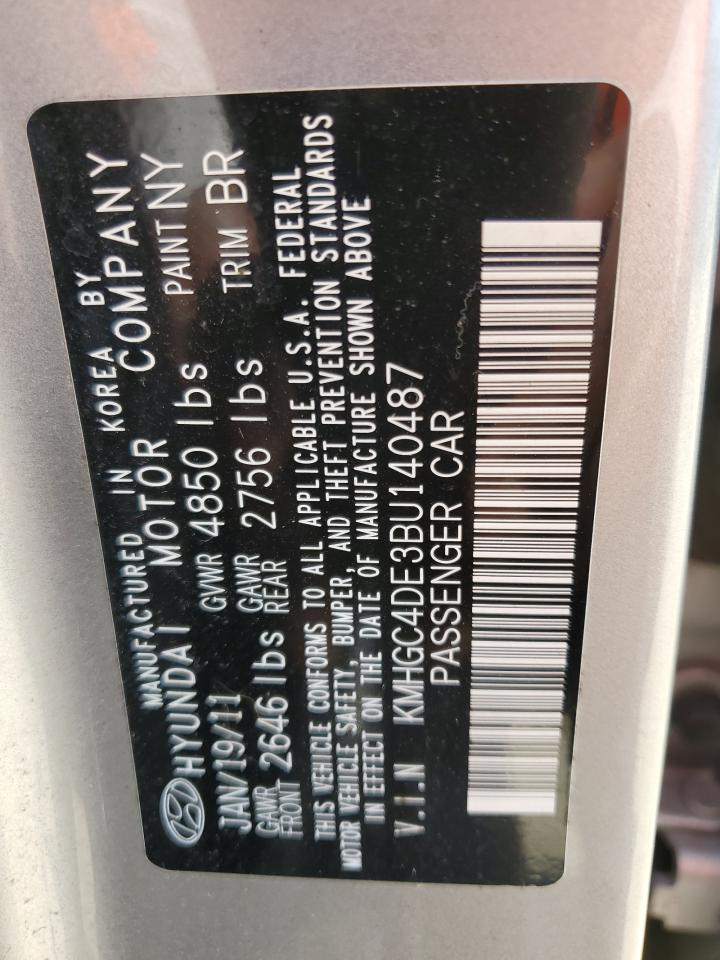 MANUFACTURED IN KOREA BY
HYUNDAI MOTOR COMPANY
JAN/19/11 GVWR 4850 lbs PAINT NY
GAWR FRONT 2646 lbs GAWR REAR 2756 lbs TRIM BR
THIS VEHICLE CONFORMS TO ALL APPLICABLE U.S.A. FEDERAL
MOTOR VEHICLE SAFETY, BUMPER, AND THEFT PREVENTION STANDARDS
IN EFFECT ON THE DATE OF MANUFACTURE SHOWN ABOVE
V.I.N KMHGC4DE3BU140487
PASSENGER CAR